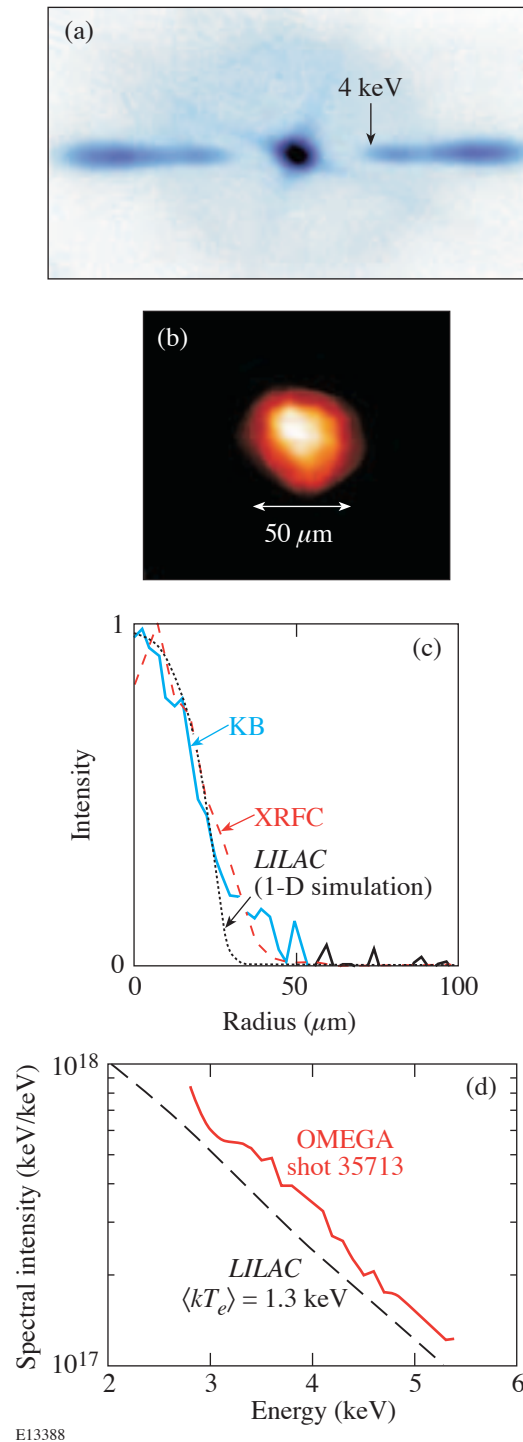 (a)
4 keV
(b)
50 μm
1
(c)
KB
XRFC
LILAC
(1-D simulation)
Intensity
0
0
50
100
Radius (μm)
10^18
(d)
OMEGA
shot 35713
LILAC
⟨kT_e⟩ = 1.3 keV
Spectral intensity (keV/keV)
10^17
2
3
4
5
6
Energy (keV)
E13388